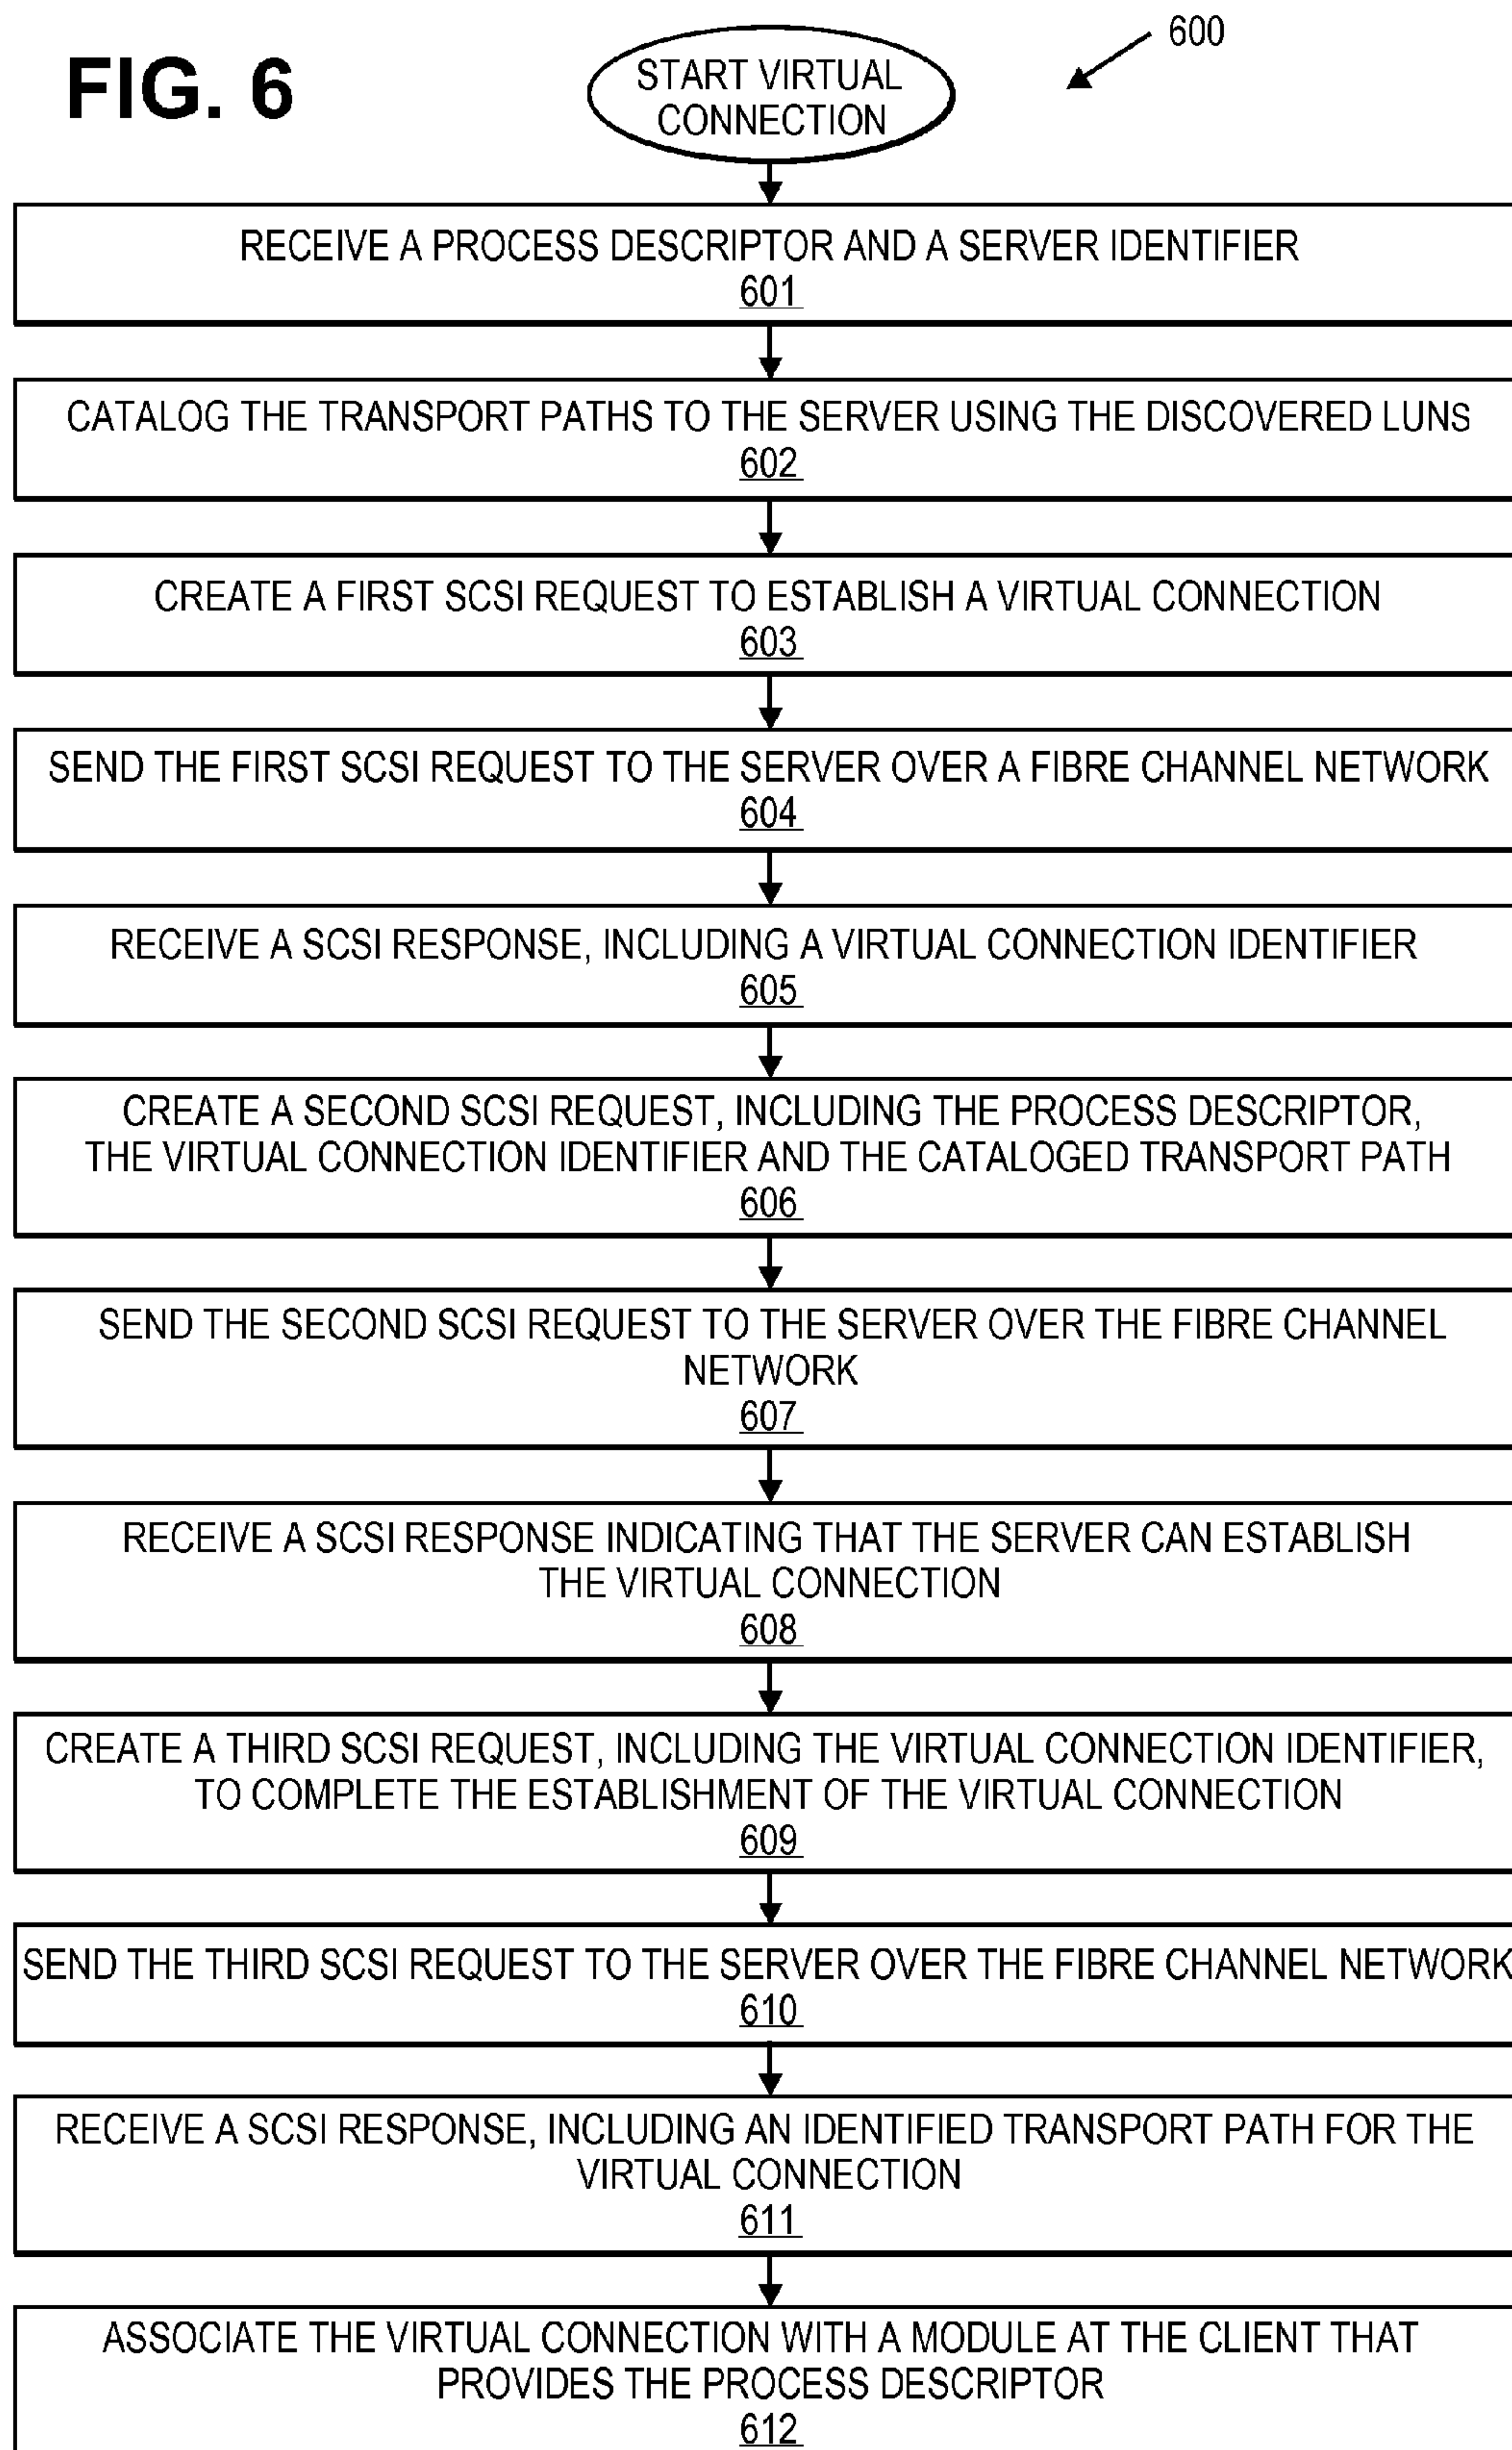 FIG. 6
600
START VIRTUAL
CONNECTION
RECEIVE A PROCESS DESCRIPTOR AND A SERVER IDENTIFIER
601
CATALOG THE TRANSPORT PATHS TO THE SERVER USING THE DISCOVERED LUNS
602
CREATE A FIRST SCSI REQUEST TO ESTABLISH A VIRTUAL CONNECTION
603
SEND THE FIRST SCSI REQUEST TO THE SERVER OVER A FIBRE CHANNEL NETWORK
604
RECEIVE A SCSI RESPONSE, INCLUDING A VIRTUAL CONNECTION IDENTIFIER
605
CREATE A SECOND SCSI REQUEST, INCLUDING THE PROCESS DESCRIPTOR,
THE VIRTUAL CONNECTION IDENTIFIER AND THE CATALOGED TRANSPORT PATH
606
SEND THE SECOND SCSI REQUEST TO THE SERVER OVER THE FIBRE CHANNEL
NETWORK
607
RECEIVE A SCSI RESPONSE INDICATING THAT THE SERVER CAN ESTABLISH
THE VIRTUAL CONNECTION
608
CREATE A THIRD SCSI REQUEST, INCLUDING THE VIRTUAL CONNECTION IDENTIFIER,
TO COMPLETE THE ESTABLISHMENT OF THE VIRTUAL CONNECTION
609
SEND THE THIRD SCSI REQUEST TO THE SERVER OVER THE FIBRE CHANNEL NETWORK
610
RECEIVE A SCSI RESPONSE, INCLUDING AN IDENTIFIED TRANSPORT PATH FOR THE
VIRTUAL CONNECTION
611
ASSOCIATE THE VIRTUAL CONNECTION WITH A MODULE AT THE CLIENT THAT
PROVIDES THE PROCESS DESCRIPTOR
612